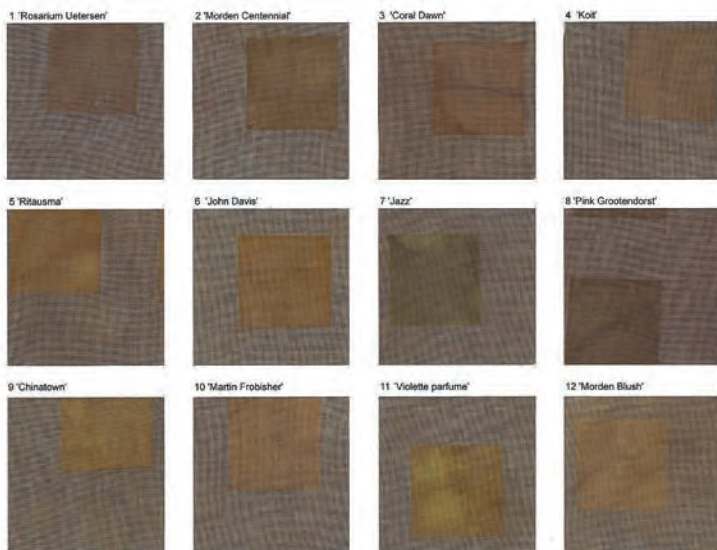 1 'Rosarium Uetersen'
2 'Morden Centennial'
3 'Coral Dawn'
4 'Koit'
5 'Ritausma'
6 'John Davis'
7 'Jazz'
8 'Pink Grootendorst'
9 'Chinatown'
10 'Martin Frobisher'
11 'Violette parfume'
12 'Morden Blush'